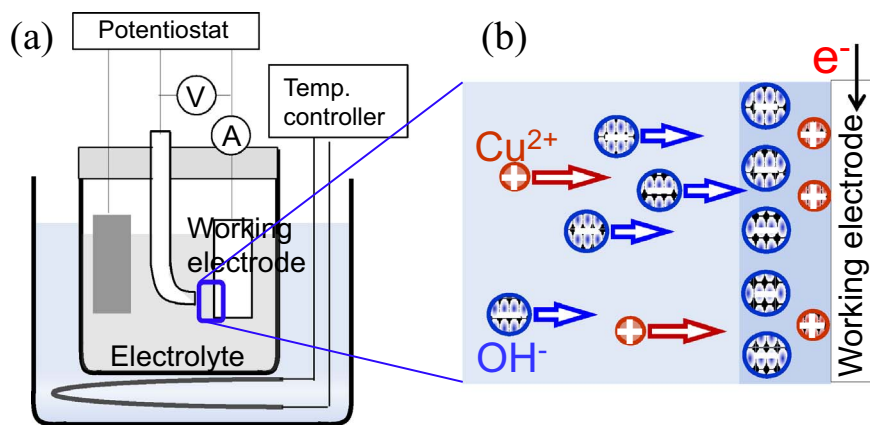 (a)
Potentiostat
V
A
Temp.
controller
Working
electrode
Electrolyte
(b)
e⁻
Cu²⁺
OH⁻
Working electrode